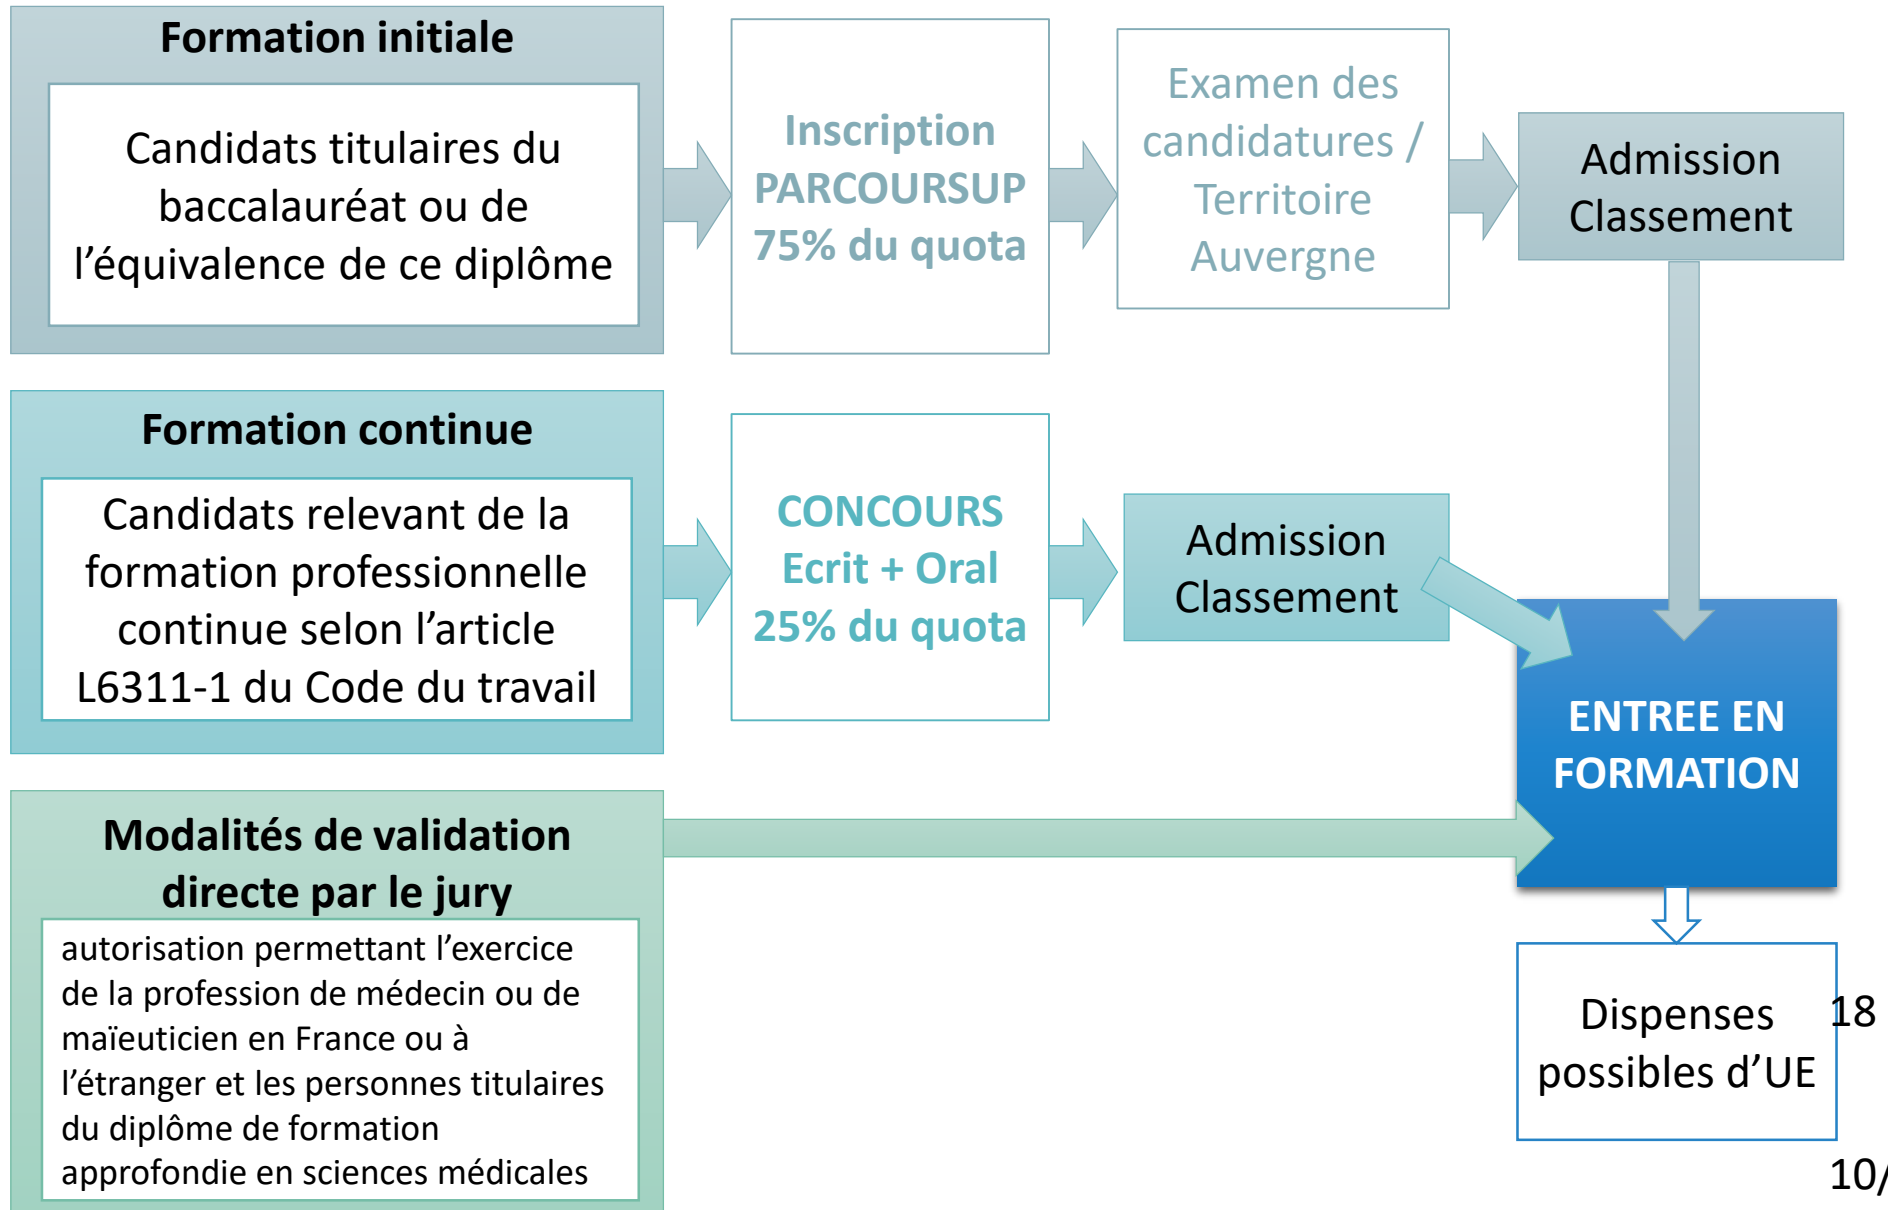 Formation initiale
Candidats titulaires du
baccalauréat ou de
l’équivalence de ce diplôme
Inscription
PARCOURSUP
75% du quota
Examen des
candidatures /
Territoire
Auvergne
Admission
Classement
Formation continue
Candidats relevant de la
formation professionnelle
continue selon l’article
L6311-1 du Code du travail
CONCOURS
Ecrit + Oral
25% du quota
Admission
Classement
ENTREE EN
FORMATION
Modalités de validation
directe par le jury
autorisation permettant l’exercice
de la profession de médecin ou de
maïeuticien en France ou à
l’étranger et les personnes titulaires
du diplôme de formation
approfondie en sciences médicales
Dispenses
possibles d’UE
18
10/